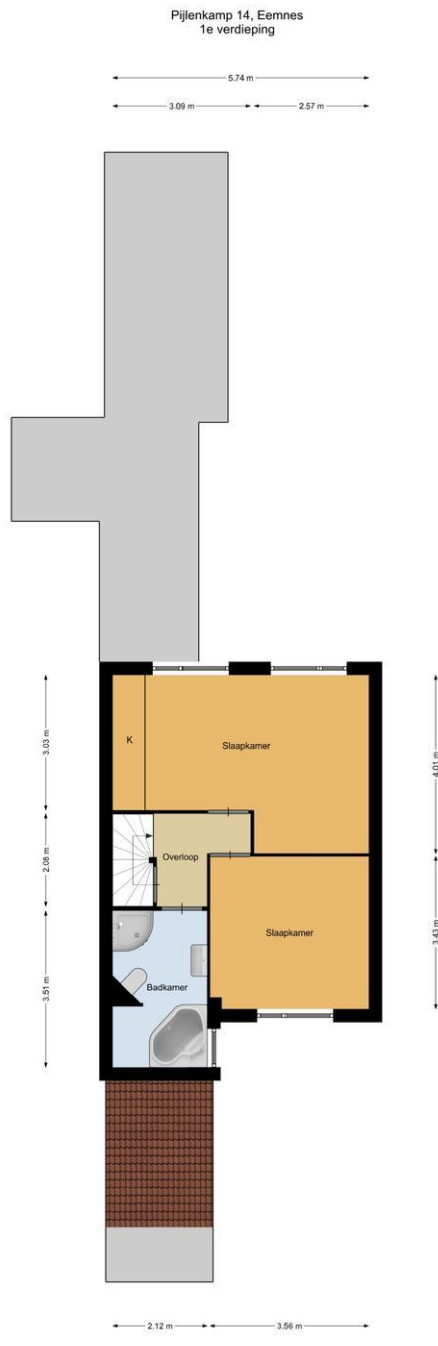 Pijlenkamp 14, Eemnes
1e verdieping
5.74 m
3.09 m
2.57 m
3.03 m
4.01 m
K
Slaapkamer
2.08 m
Overloop
3.43 m
Slaapkamer
3.51 m
Badkamer
2.12 m
3.56 m